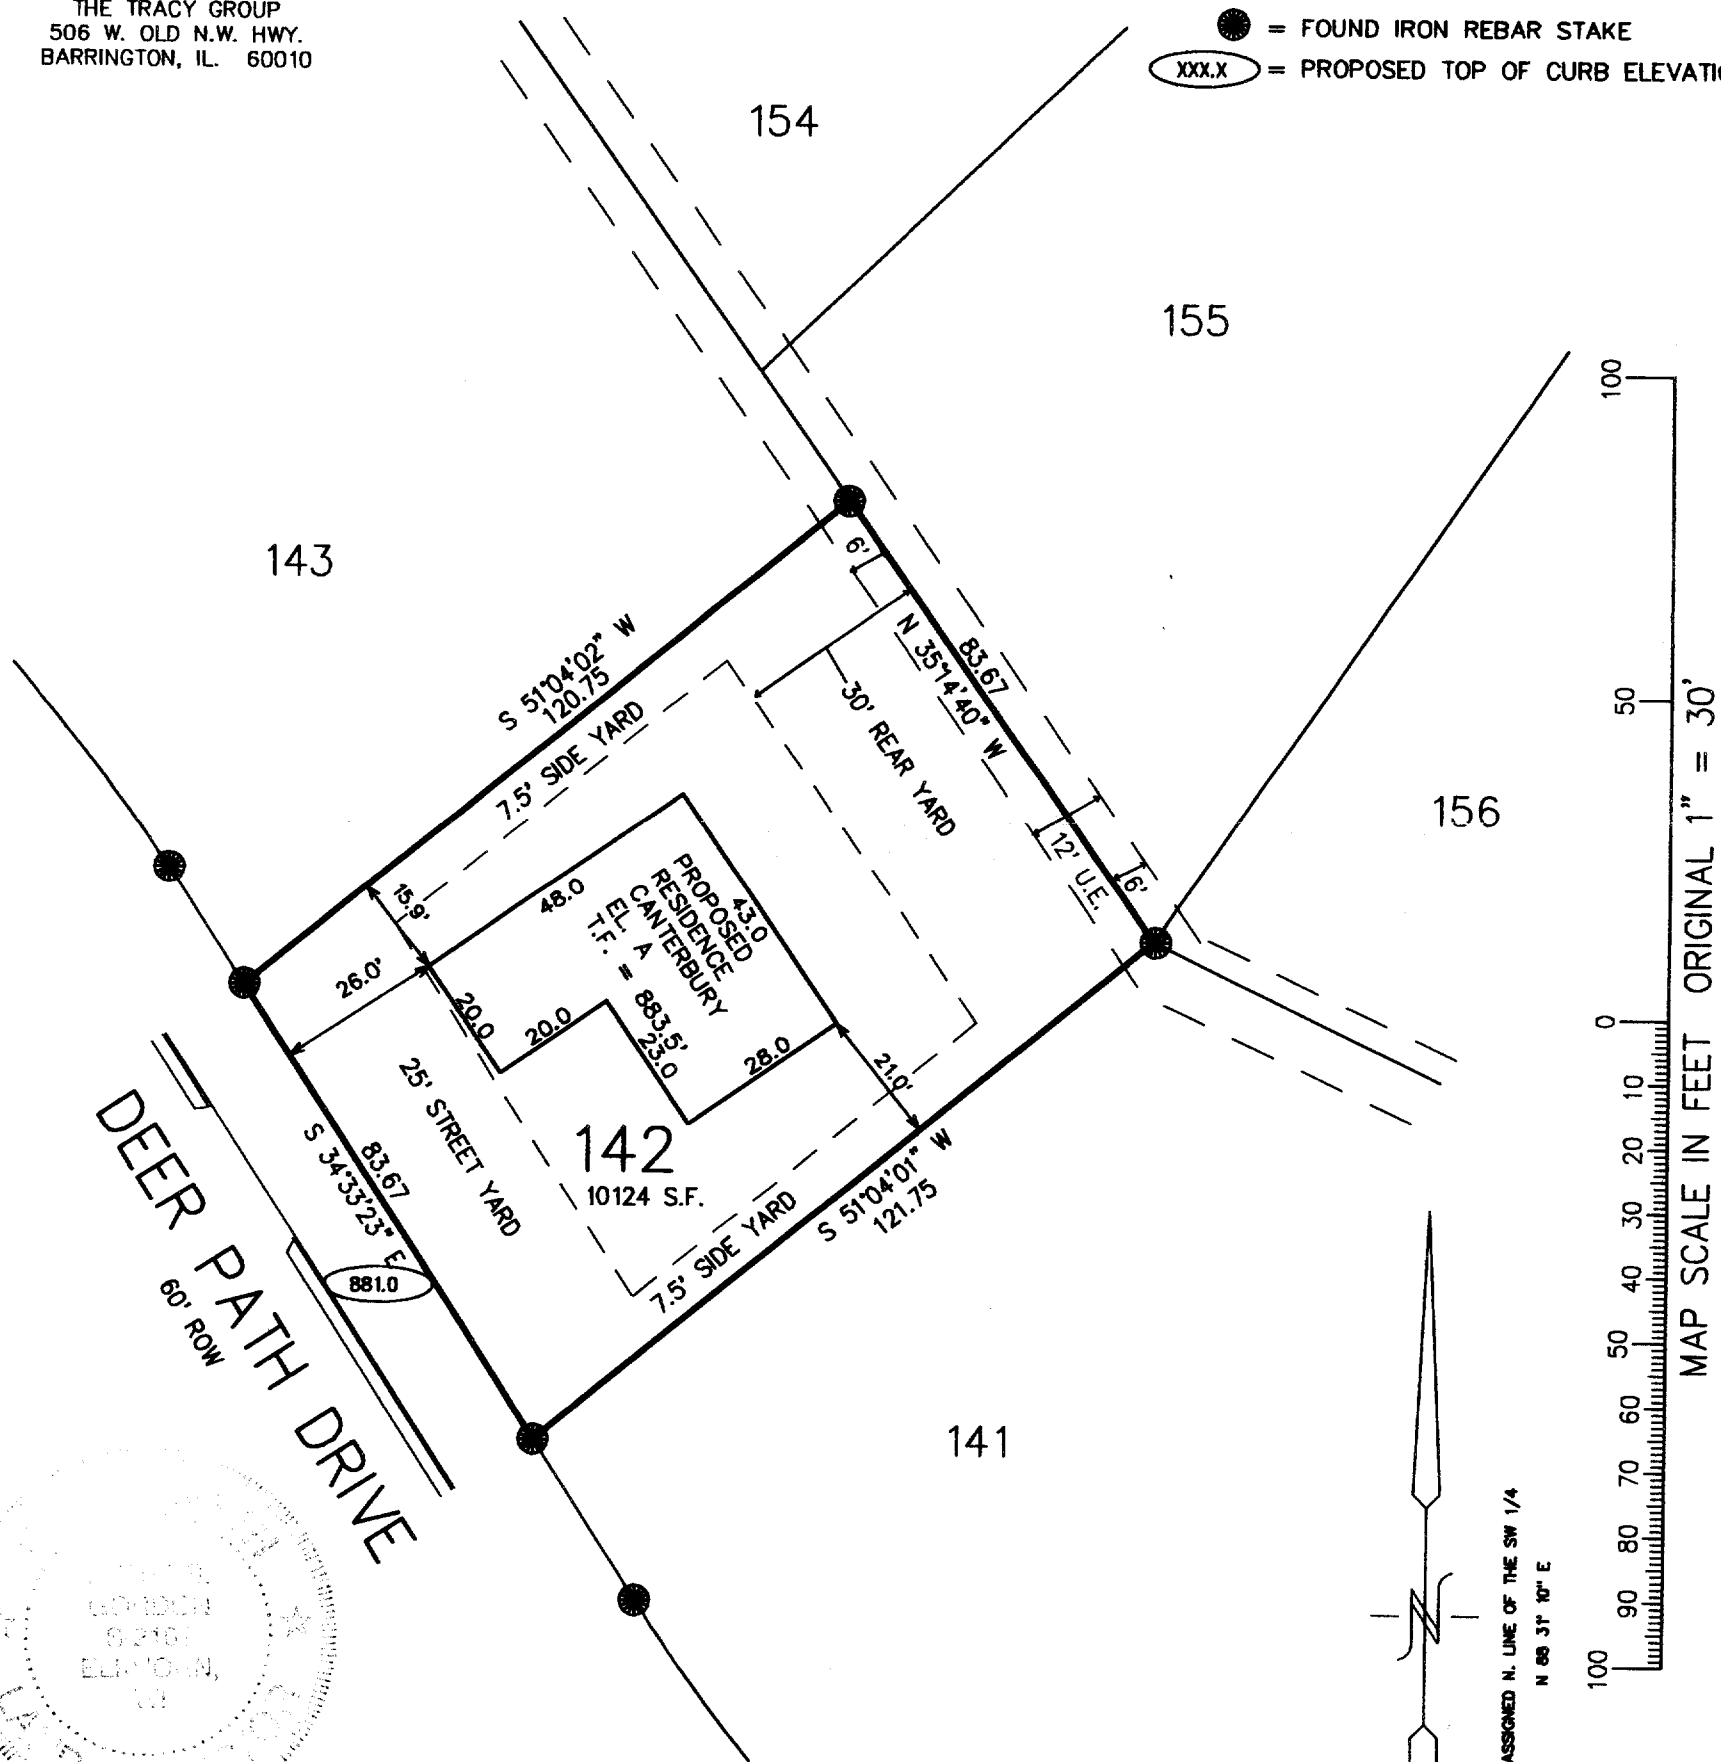 THE TRACY GROUP
506 W. OLD N.W. HWY.
BARRINGTON, IL. 60010
= FOUND IRON REBAR STAKE
XXX.X = PROPOSED TOP OF CURB
154
155
143
156
141
S 51°04'02" W
120.75
7.5' SIDE YARD
6'
N 35°14'40" W
83.67
30' REAR YARD
12' U.E.
6'
15.9'
26.0'
48.0
43.0
PROPOSED
RESIDENCE
CANTERBURY
EL. A
T.F. = 883.5'
20.0
20.0
23.0
28.0
21.0'
25' STREET YARD
142
10124 S.F.
S 34°33'23" E
83.67
881.0
7.5' SIDE YARD
S 51°04'01" W
121.75
DEER PATH DRIVE
60' ROW
100
50
0
10
20
30
40
50
60
70
80
90
100
MAP SCALE IN FEET ORIGINAL 1" = 30'
N
ASSIGNED N. LINE OF THE SW 1/4
N 88 31' 10" E
GORDON